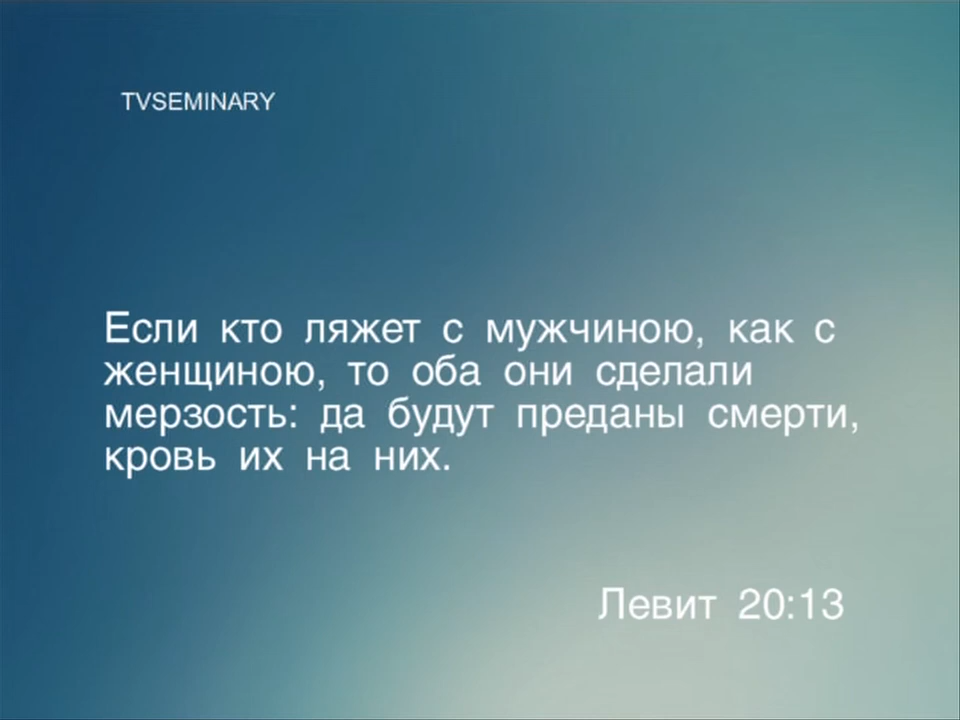 TVSEMINARY
Если кто ляжет с мужчиною, как с
женщиною, то оба они сделали
мерзость: да будут преданы смерти,
кровь их на них.
Левит 20:13